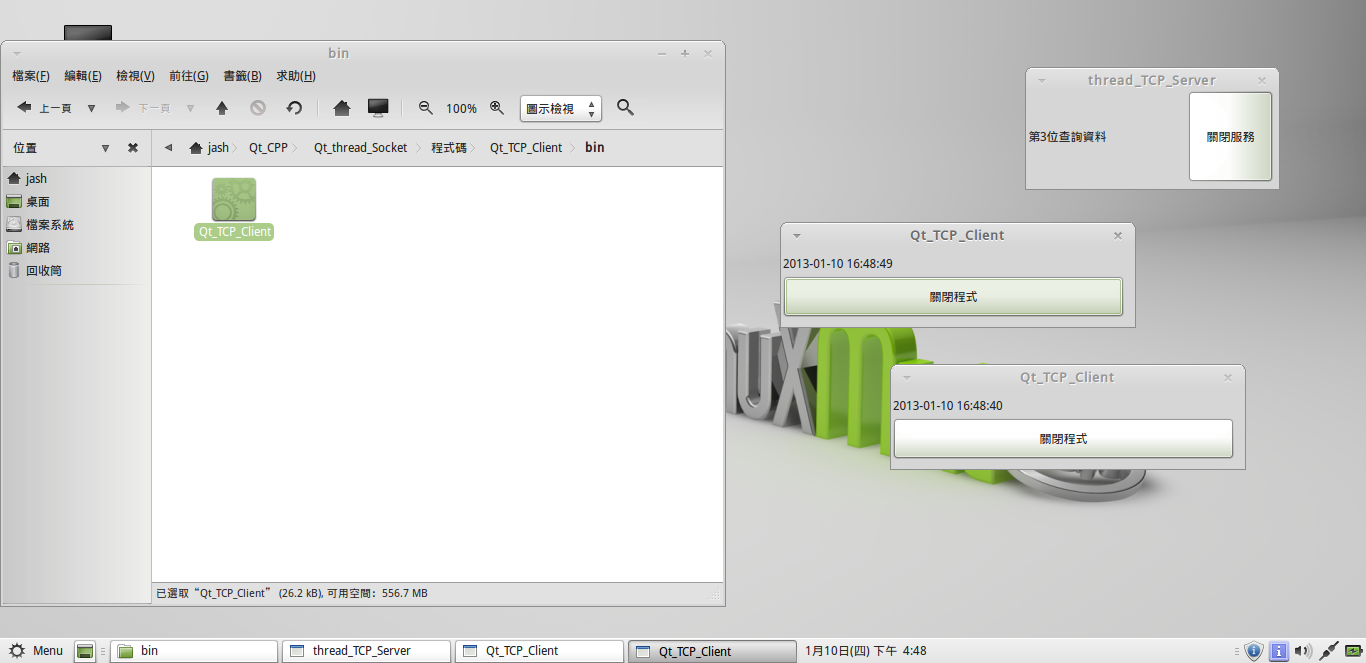 bin
檔案(F) 編輯(E) 檢視(V) 前往(G) 書籤(B) 求助(H)
上一頁 下一頁 100% 圖示檢視
位置 jash Qt_CPP Qt_thread_Socket 程式碼 Qt_TCP_Client bin
jash
桌面
檔案系統
網路
回收筒
Qt_TCP_Client
已選取“Qt_TCP_Client” (26.2 kB), 可用空間: 556.7 MB
thread_TCP_Server
第3位查詢資料 關閉服務
Qt_TCP_Client
2013-01-10 16:48:49
關閉程式
Qt_TCP_Client
2013-01-10 16:48:40
關閉程式
Menu bin thread_TCP_Server Qt_TCP_Client Qt_TCP_Client 1月10日(四) 下午 4:48